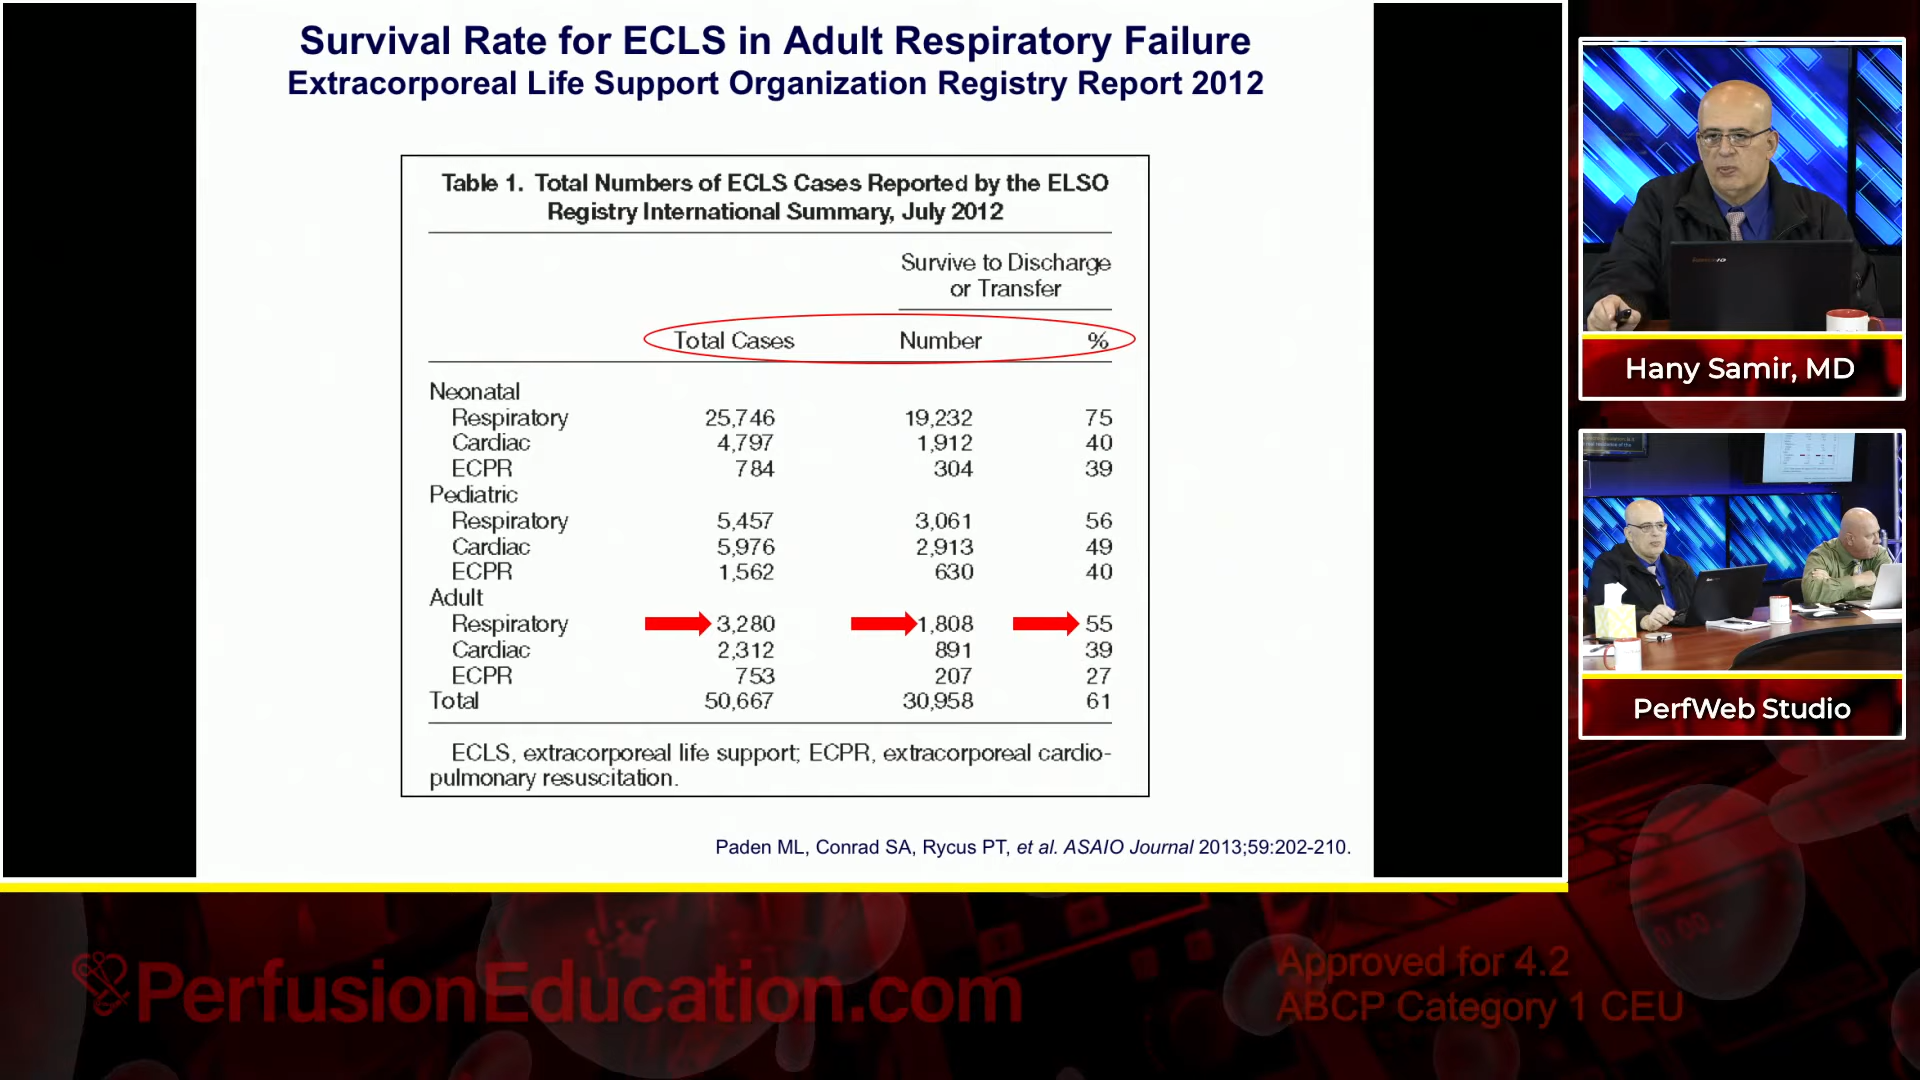 Survival Rate for ECLS in Adult Respiratory Failure
Extracorporeal Life Support Organization Registry Report 2012
Table 1. Total Numbers of ECLS Cases Reported by the ELSO
Registry International Summary, July 2012
Survive to Discharge
or Transfer
Total Cases Number %
Neonatal
Respiratory 25,746 19,232 75
Cardiac 4,797 1,912 40
ECPR 784 304 39
Pediatric
Respiratory 5,457 3,061 56
Cardiac 5,976 2,913 49
ECPR 1,562 630 40
Adult
Respiratory 3,280 1,808 55
Cardiac 2,312 891 39
ECPR 753 207 27
Total 50,667 30,958 61
ECLS, extracorporeal life support; ECPR, extracorporeal cardio-
pulmonary resuscitation.
Paden ML, Conrad SA, Rycus PT, et al. ASAIO Journal 2013;59:202-210.
Hany Samir, MD
PerfWeb Studio
PerfusionEducation.com
Approved for 4.2
ABCP Category 1 CEU